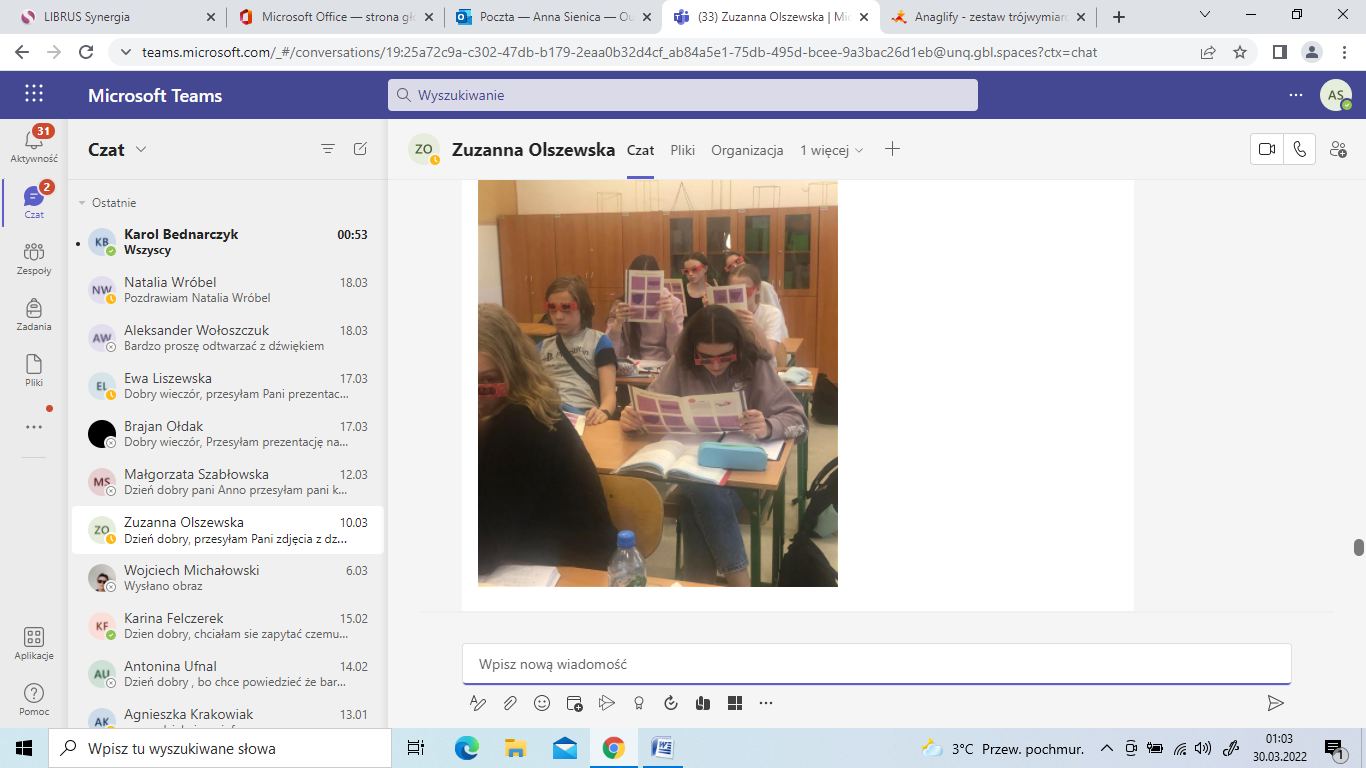 LIBRUS Synergia
Microsoft Office — strona głó
Poczta — Anna Sienica — Ou
(33) Zuzanna Olszewska | Mic
Anaglify - zestaw trójwymiaro
teams.microsoft.com/_#/conversations/19:25a72c9a-c302-47db-b179-2eaa0b32d4cf_ab84a5e1-75db-495d-bcee-9a3bac26d1eb@unq.gbl.spaces?ctx=chat
Microsoft Teams
Wyszukiwanie
AS
31
Aktywność
2
Czat
Zespoły
Zadania
Pliki
Aplikacje
Pomoc
Czat
Ostatnie
KB
Karol Bednarczyk 00:53
Wszyscy
NW
Natalia Wróbel 18.03
Pozdrawiam Natalia Wróbel
AW
Aleksander Wołoszczuk 18.03
Bardzo proszę odtwarzać z dźwiękiem
EL
Ewa Liszewska 17.03
Dobry wieczór, przesyłam Pani prezentac...
Brajan Ołdak 17.03
Dobry wieczór, Przesyłam prezentację na...
MS
Małgorzata Szabłowska 12.03
Dzień dobry pani Anno przesyłam pani k...
ZO
Zuzanna Olszewska 10.03
Dzień dobry, przesyłam Pani zdjęcia z dz...
Wojciech Michałowski 6.03
Wysłano obraz
KF
Karina Felczerek 15.02
Dzien dobry, chciałam sie zapytać czemu...
AU
Antonina Ufnal 14.02
Dzień dobry , bo chce powiedzieć że bar...
AK
Agnieszka Krakowiak 13.01
ZO
Zuzanna Olszewska Czat Pliki Organizacja 1 więcej
Wpisz nową wiadomość
Wpisz tu wyszukiwane słowa
3°C Przew. pochmur.
01:03
30.03.2022
1